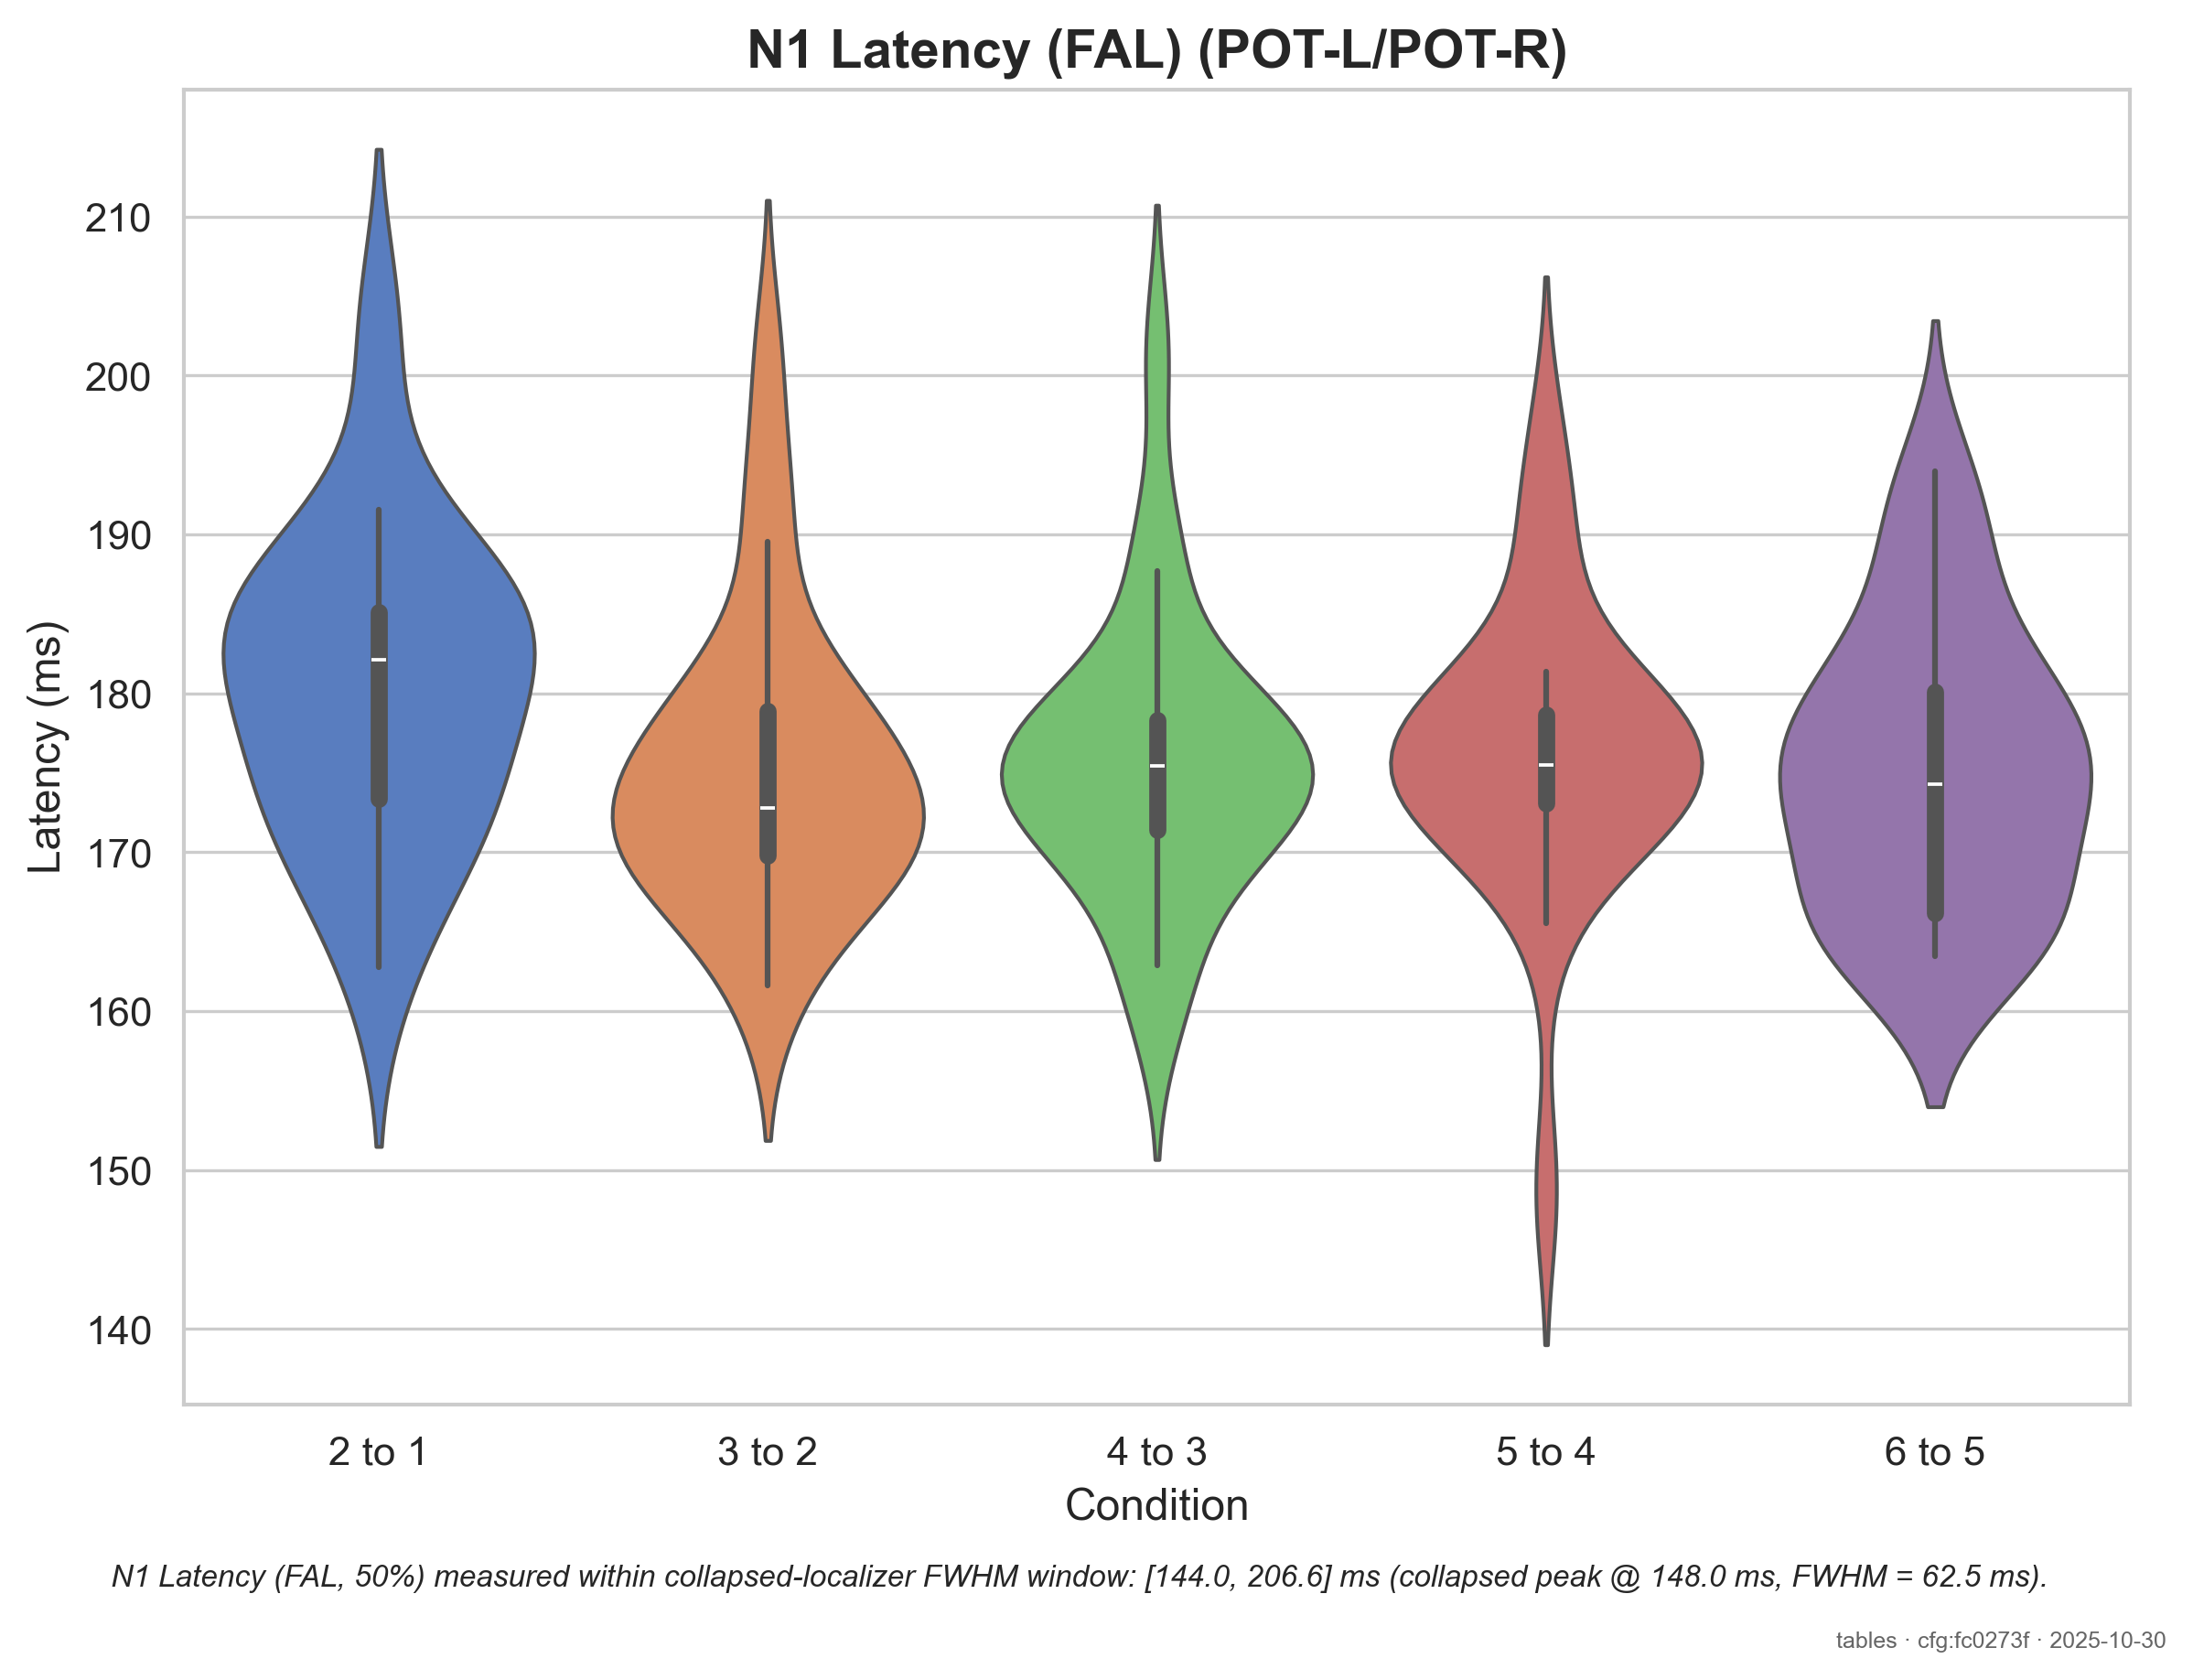 N1 Latency (FAL) (POT-L/POT-R)
Latency (ms)
210
200
190
180
170
160
150
140
2 to 1 3 to 2 4 to 3 5 to 4 6 to 5
Condition
N1 Latency (FAL, 50%) measured within collapsed-localizer FWHM window: [144.0, 206.6] ms (collapsed peak @ 148.0 ms, FWHM = 62.5 ms).
tables · cfg:fc0273f · 2025-10-30